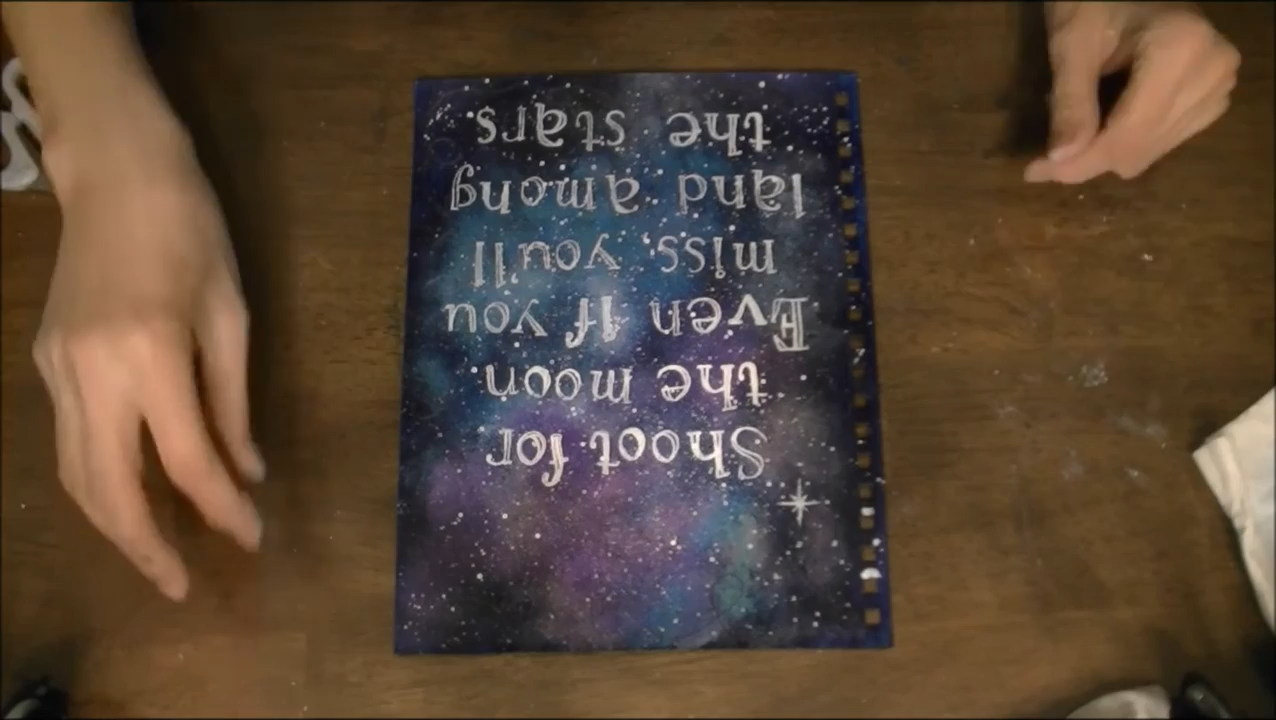 Shoot for
the moon.
Even if you
miss, you'll
land among
the stars.